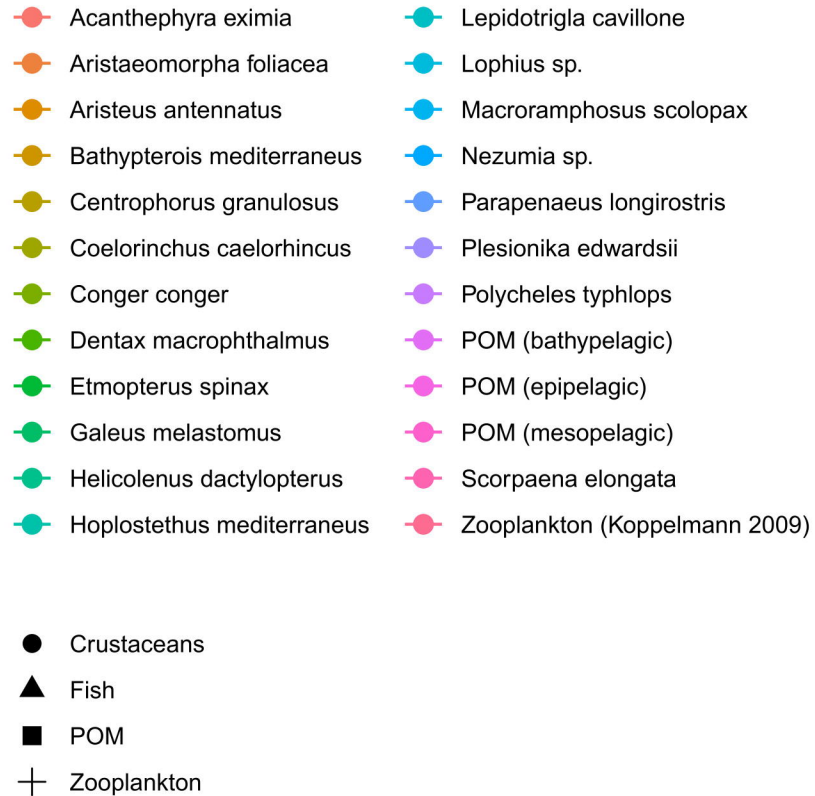 Acanthephyra eximia
Aristaeomorpha foliacea
Aristeus antennatus
Bathypterois mediterraneus
Centrophorus granulosus
Coelorinchus caelorhincus
Conger conger
Dentax macrophthalmus
Etmopterus spinax
Galeus melastomus
Helicolenus dactylopterus
Hoplostethus mediterraneus
Lepidotrigla cavillone
Lophius sp.
Macroramphosus scolopax
Nezumia sp.
Parapenaeus longirostris
Plesionika edwardsii
Polycheles typhlops
POM (bathypelagic)
POM (epipelagic)
POM (mesopelagic)
Scorpaena elongata
Zooplankton (Koppelmann 2009)
Crustaceans
Fish
POM
Zooplankton